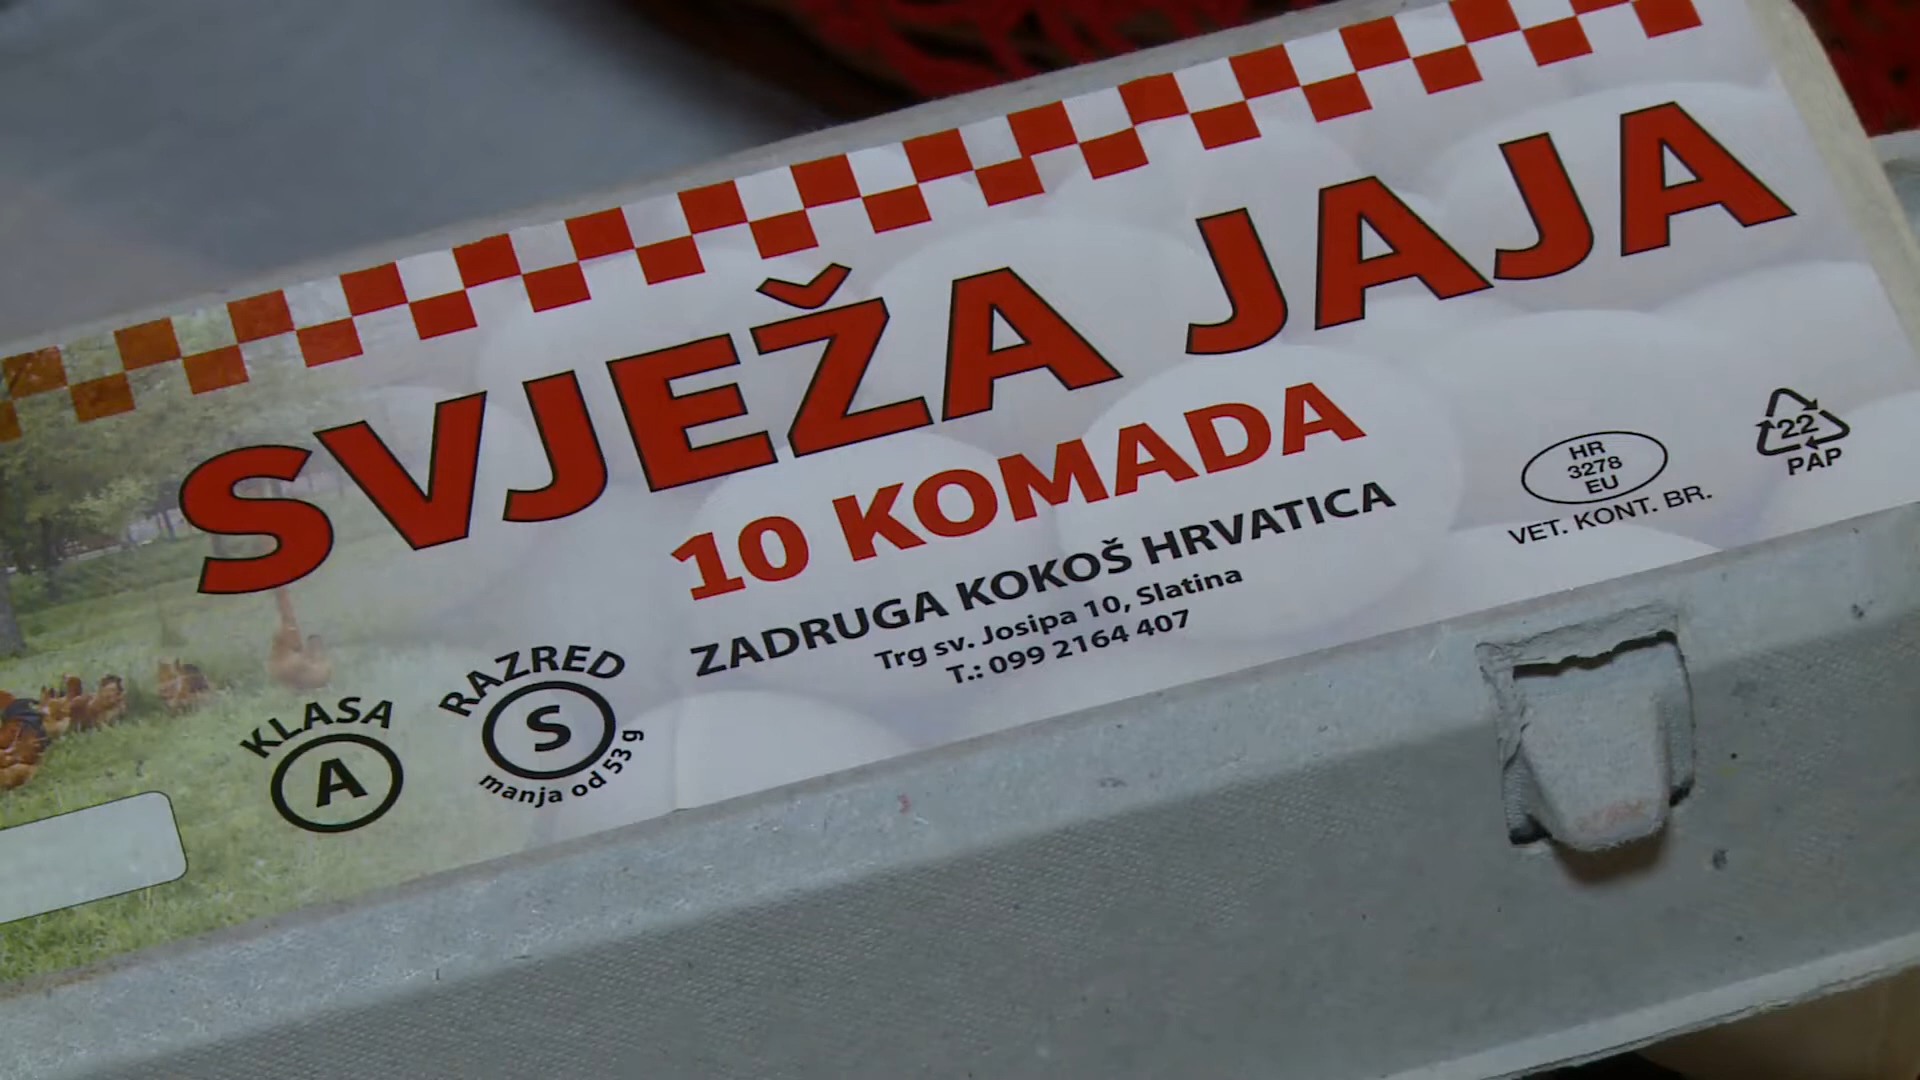 SVJEŽA JAJA
10 KOMADA
ZADRUGA KOKOŠ HRVATICA
Trg sv. Josipa 10, Slatina
T.: 099 2164 407
KLASA
A
RAZRED
S
manja od 53 g
HR
3278
EU
VET. KONT. BR.
22
PAP